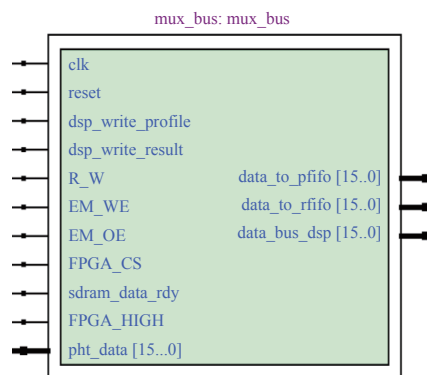 mux_bus: mux_bus
clk
reset
dsp_write_profile
dsp_write_result
R_W
EM_WE
EM_OE
FPGA_CS
sdram_data_rdy
FPGA_HIGH
pht_data [15...0]
data_to_pfifo [15..0]
data_to_rfifo [15..0]
data_bus_dsp [15..0]